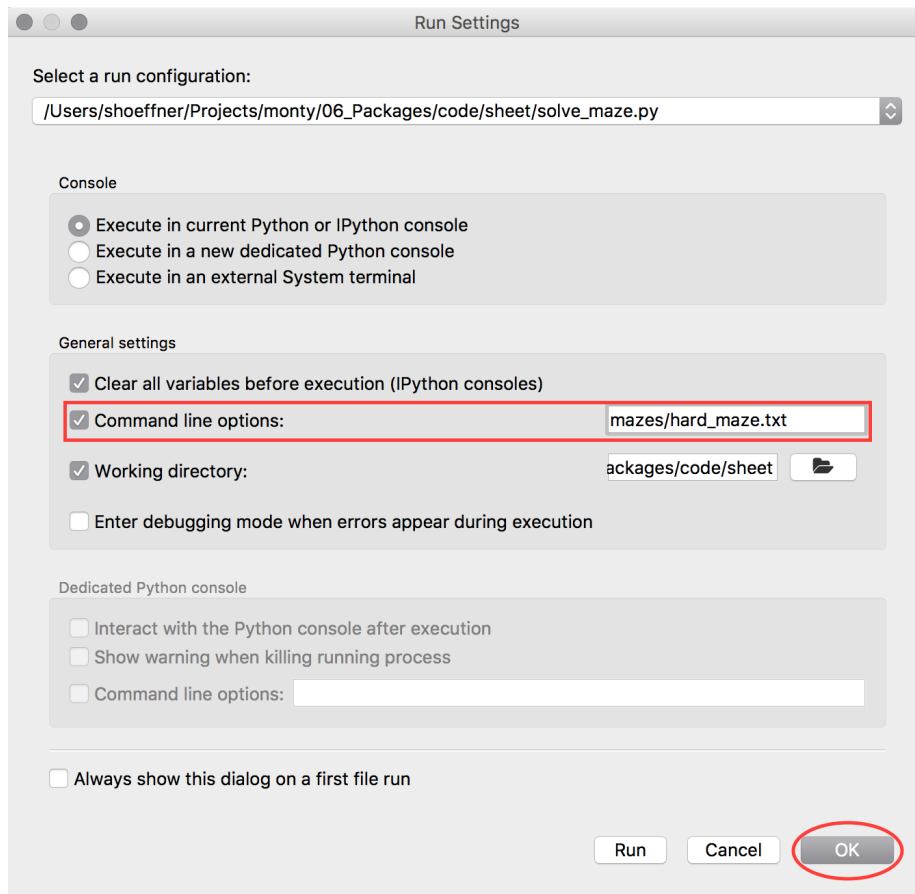 Run Settings
Select a run configuration:
/Users/shoeffner/Projects/monty/06_Packages/code/sheet/solve_maze.py
Console
Execute in current Python or IPython console
Execute in a new dedicated Python console
Execute in an external System terminal
General settings
Clear all variables before execution (IPython consoles)
Command line options: mazes/hard_maze.txt
Working directory: ackages/code/sheet
Enter debugging mode when errors appear during execution
Dedicated Python console
Interact with the Python console after execution
Show warning when killing running process
Command line options:
Always show this dialog on a first file run
Run Cancel OK